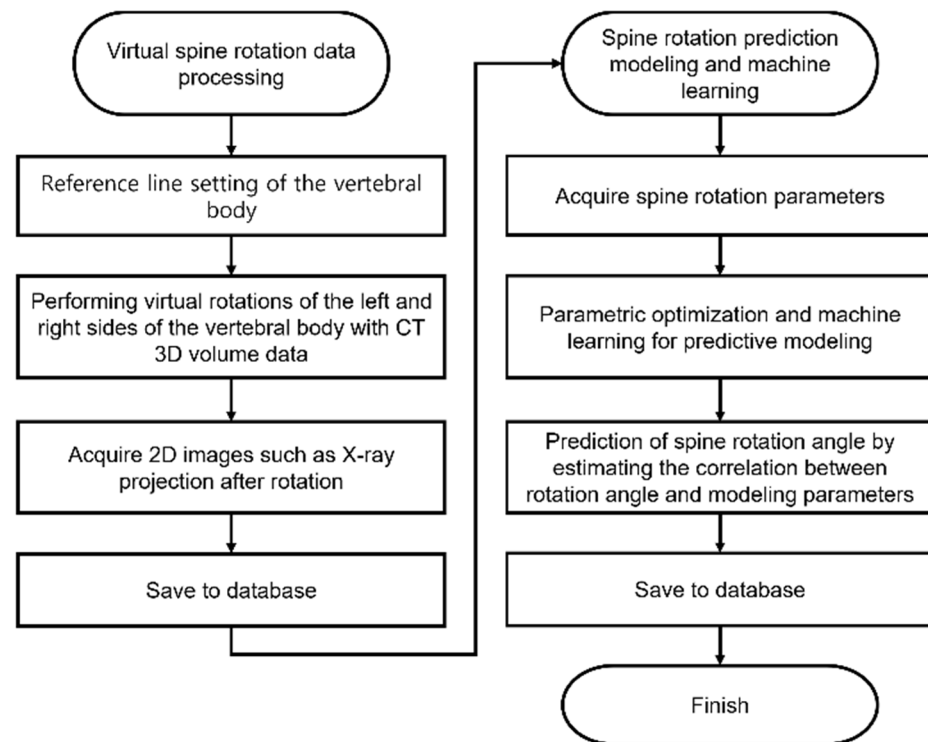 Virtual spine rotation data
processing
Reference line setting of the vertebral
body
Performing virtual rotations of the left and
right sides of the vertebral body with CT
3D volume data
Acquire 2D images such as X-ray
projection after rotation
Save to database
Spine rotation prediction
modeling and machine
learning
Acquire spine rotation parameters
Parametric optimization and machine
learning for predictive modeling
Prediction of spine rotation angle by
estimating the correlation between
rotation angle and modeling parameters
Save to database
Finish